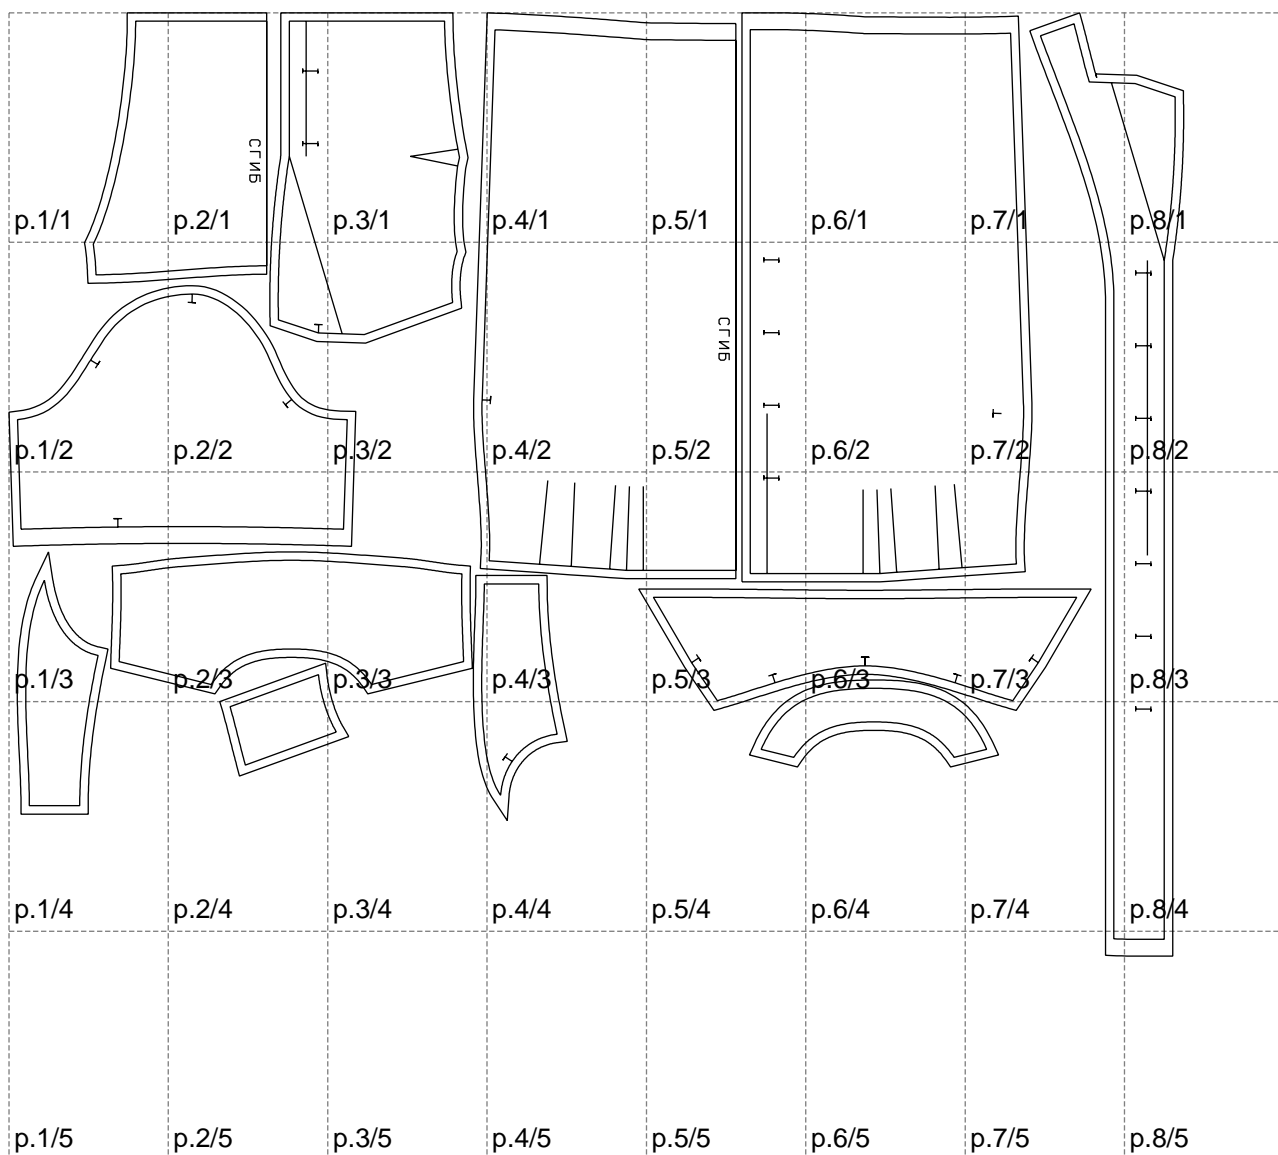 СГИБ
p.1/1 p.2/1 p.3/1 p.4/1 p.5/1 p.6/1 p.7/1 p.8/1
СГИБ
p.1/2 p.2/2 p.3/2 p.4/2 p.5/2 p.6/2 p.7/2 p.8/2
p.1/3 p.2/3 p.3/3 p.4/3 p.5/3 p.6/3 p.7/3 p.8/3
p.1/4 p.2/4 p.3/4 p.4/4 p.5/4 p.6/4 p.7/4 p.8/4
p.1/5 p.2/5 p.3/5 p.4/5 p.5/5 p.6/5 p.7/5 p.8/5